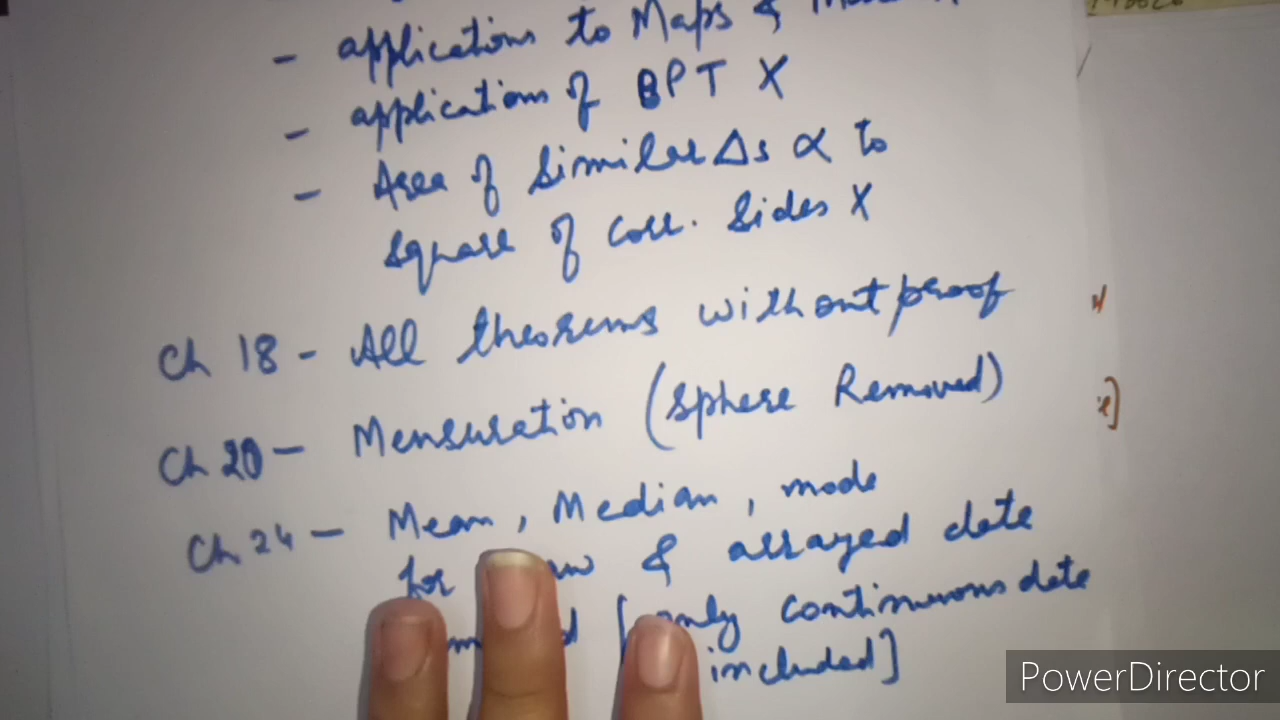 - applications to Maps &
- applications of BPT X
- Area of Similar Δs ∝ to
Square of Corr. Sides X
Ch 18 - All theorems without proof
Ch 20 - Mensuration (Sphere Removed)
Ch 24 - Mean, Median, mode
for & arrayed data
[only continuous data
included]
PowerDirector